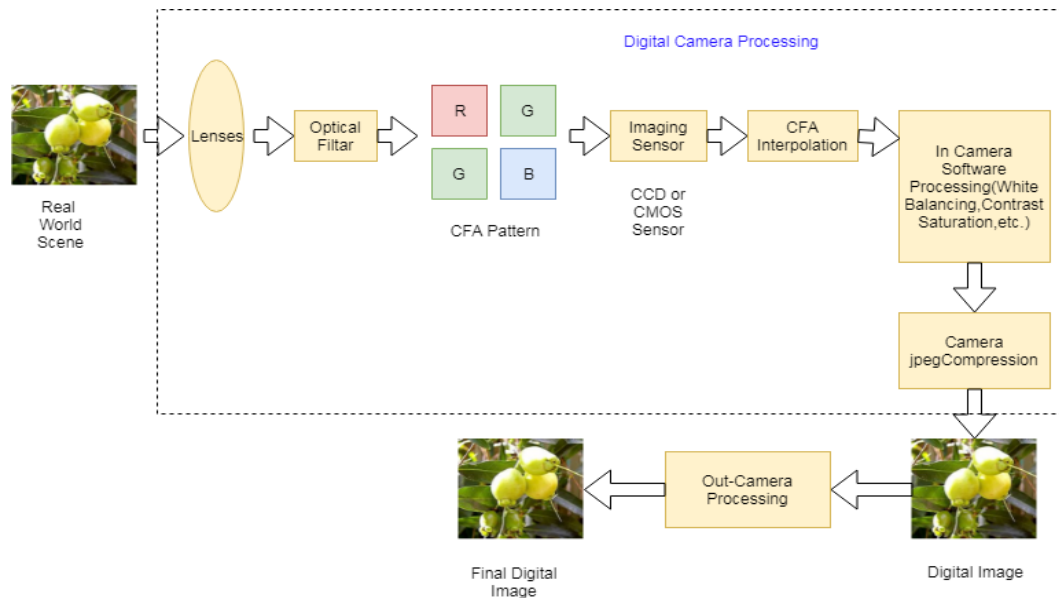 Digital Camera Processing
Real
World
Scene
Lenses
Optical
Filtar
R
G
G
B
CFA Pattern
Imaging
Sensor
CCD or
CMOS
Sensor
CFA
Interpolation
In Camera
Software
Processing(White
Balancing,Contrast
Saturation,etc.)
Camera
jpegCompression
Digital Image
Out-Camera
Processing
Final Digital
Image